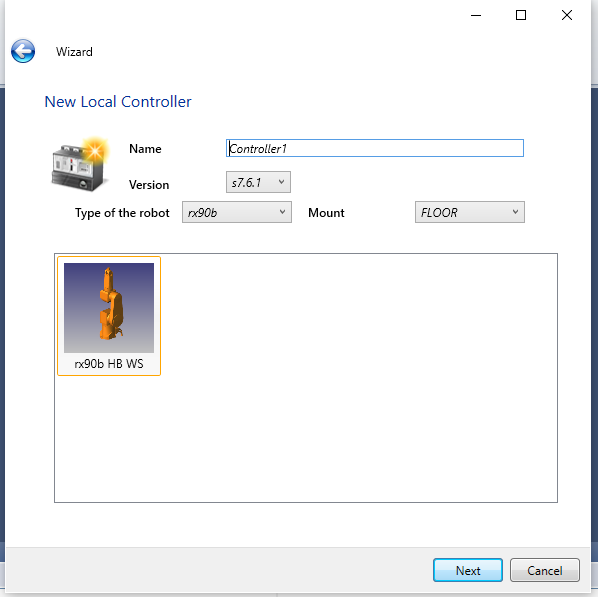 Wizard
New Local Controller
Name Controller1
Version s7.6.1
Type of the robot rx90b Mount FLOOR
rx90b HB WS
Next Cancel